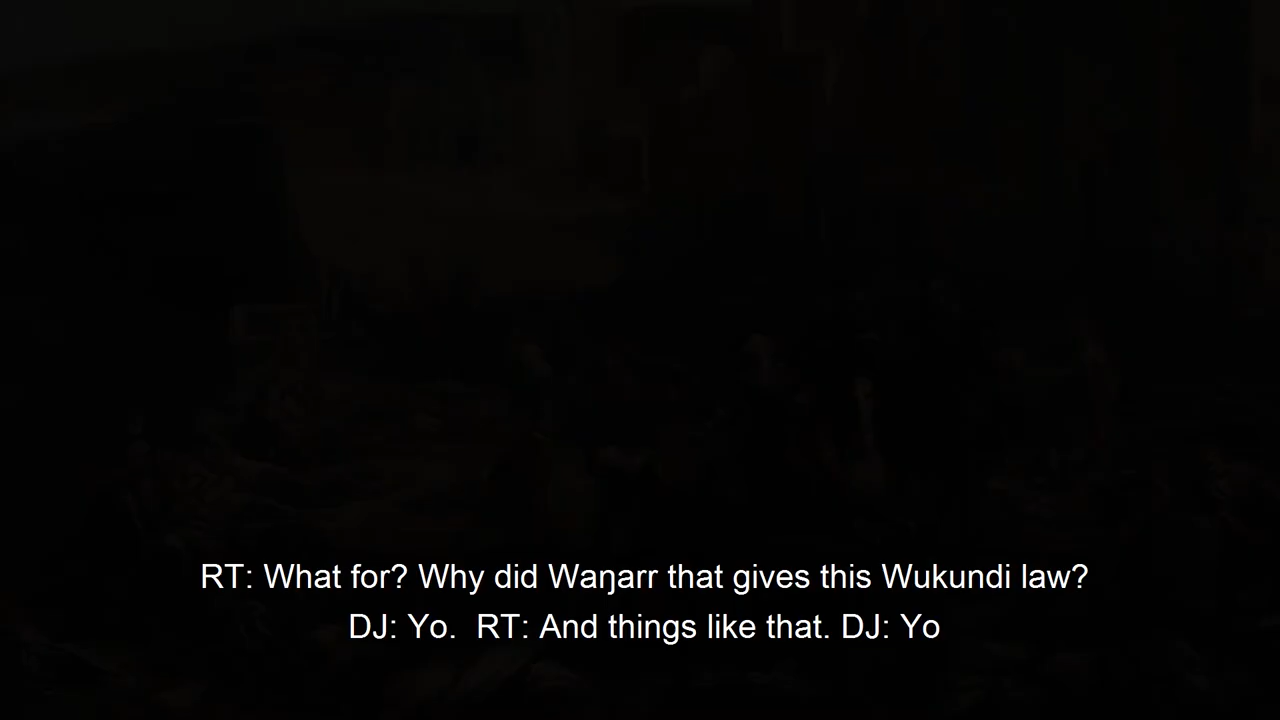 RT: What for? Why did Waŋarr that gives this Wukundi law?
DJ: Yo.  RT: And things like that. DJ: Yo